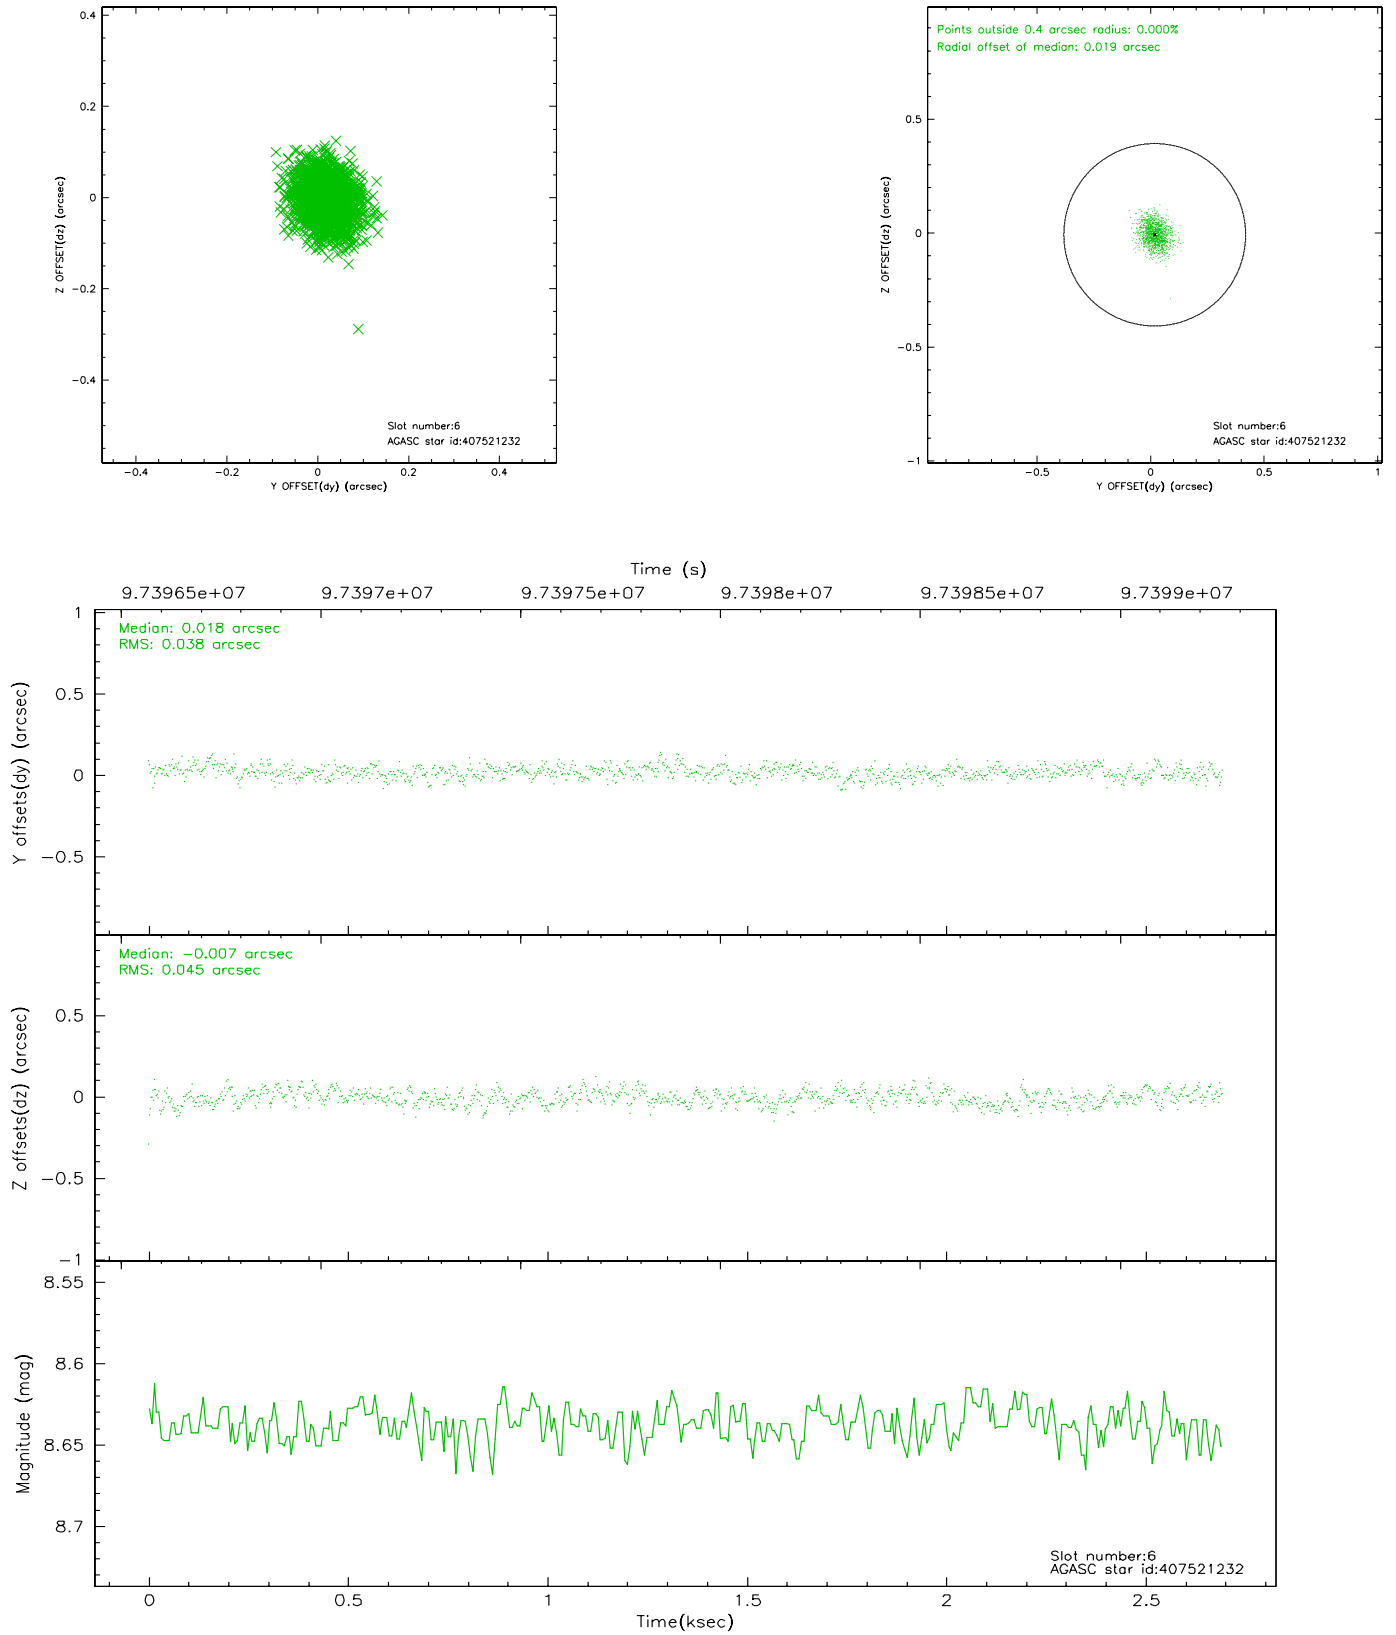 0.4
0.2
0
−0.2
−0.4
Z OFFSET(dz) (arcsec)
Slot number:6
AGASC star id:407521232
−0.4 −0.2 0 0.2 0.4
Y OFFSET(dy) (arcsec)
Points outside 0.4 arcsec radius: 0.000%
Radial offset of median: 0.019 arcsec
0.5
0
−0.5
−1
Z OFFSET(dz) (arcsec)
Slot number:6
AGASC star id:407521232
−0.5 0 0.5 1
Y OFFSET(dy) (arcsec)
Time (s)
9.73965e+07 9.7397e+07 9.73975e+07 9.7398e+07 9.73985e+07 9.7399e+07
Median: 0.018 arcsec
RMS: 0.038 arcsec
1
0.5
0
−0.5
Y offsets(dy) (arcsec)
Median: −0.007 arcsec
RMS: 0.045 arcsec
0.5
0
−0.5
−1
Z offsets(dz) (arcsec)
8.55
8.6
8.65
8.7
Magnitude (mag)
Slot number:6
AGASC star id:407521232
0 0.5 1 1.5 2 2.5
Time(ksec)